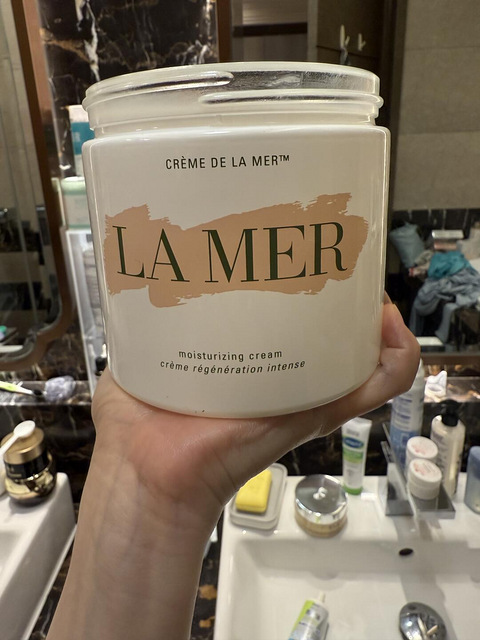 CRÈME DE LA MER™
LA MER
moisturizing cream
crème régénération intense